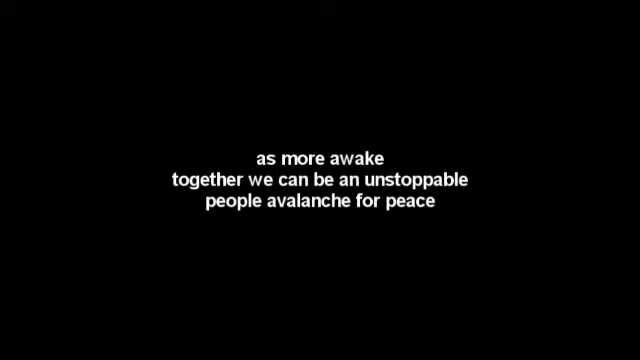 as more awake
together we can be an unstoppable
people avalanche for peace